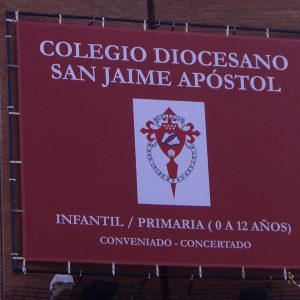 COLEGIO DIOCESANO
SAN JAIME APÓSTOL
INFANTIL / PRIMARIA ( 0 A 12 AÑOS)
CONVENIADO - CONCERTADO